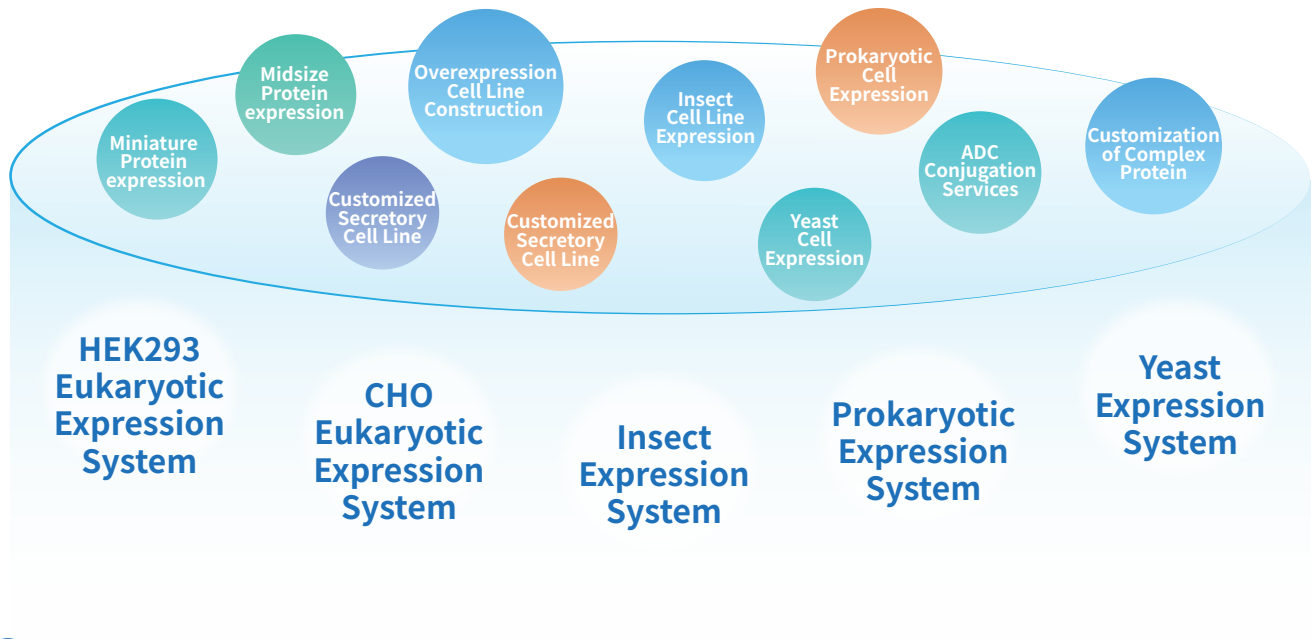 Miniature
Protein
expression
Midsize
Protein
expression
Overexpression
Cell Line
Construction
Customized
Secretory
Cell Line
Customized
Secretory
Cell Line
Insect
Cell Line
Expression
Yeast
Cell
Expression
Prokaryotic
Cell
Expression
ADC
Conjugation
Services
Customization
of Complex
Protein
HEK293
Eukaryotic
Expression
System
CHO
Eukaryotic
Expression
System
Insect
Expression
System
Prokaryotic
Expression
System
Yeast
Expression
System